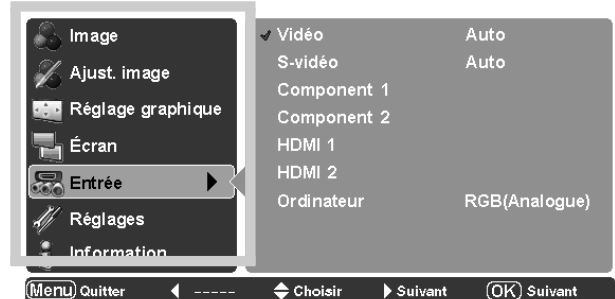 Image
Ajust. image
Réglage graphique
Écran
Entrée
Réglages
Information
Vidéo Auto
S-vidéo Auto
Component 1
Component 2
HDMI 1
HDMI 2
Ordinateur RGB(Analogue)
Menu Quitter ----- Choisir Suivant OK Suivant